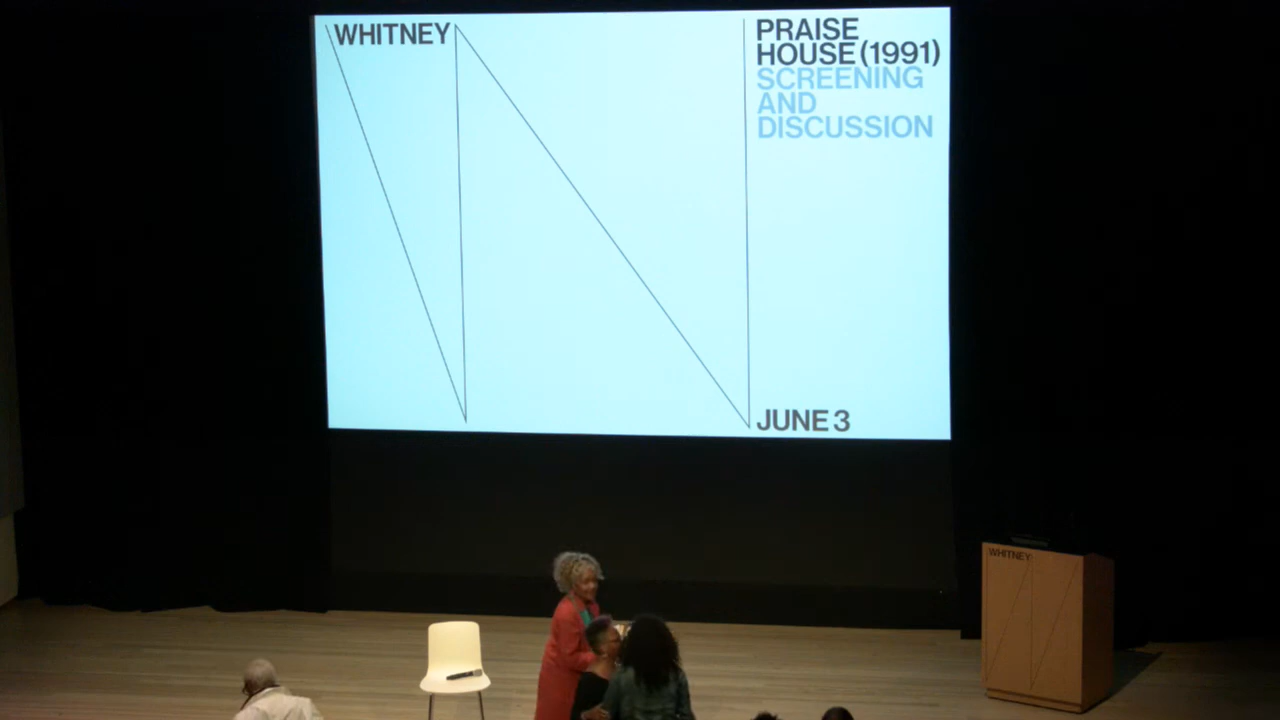 WHITNEY
PRAISE
HOUSE (1991)
SCREENING
AND
DISCUSSION
JUNE 3
WHITNEY